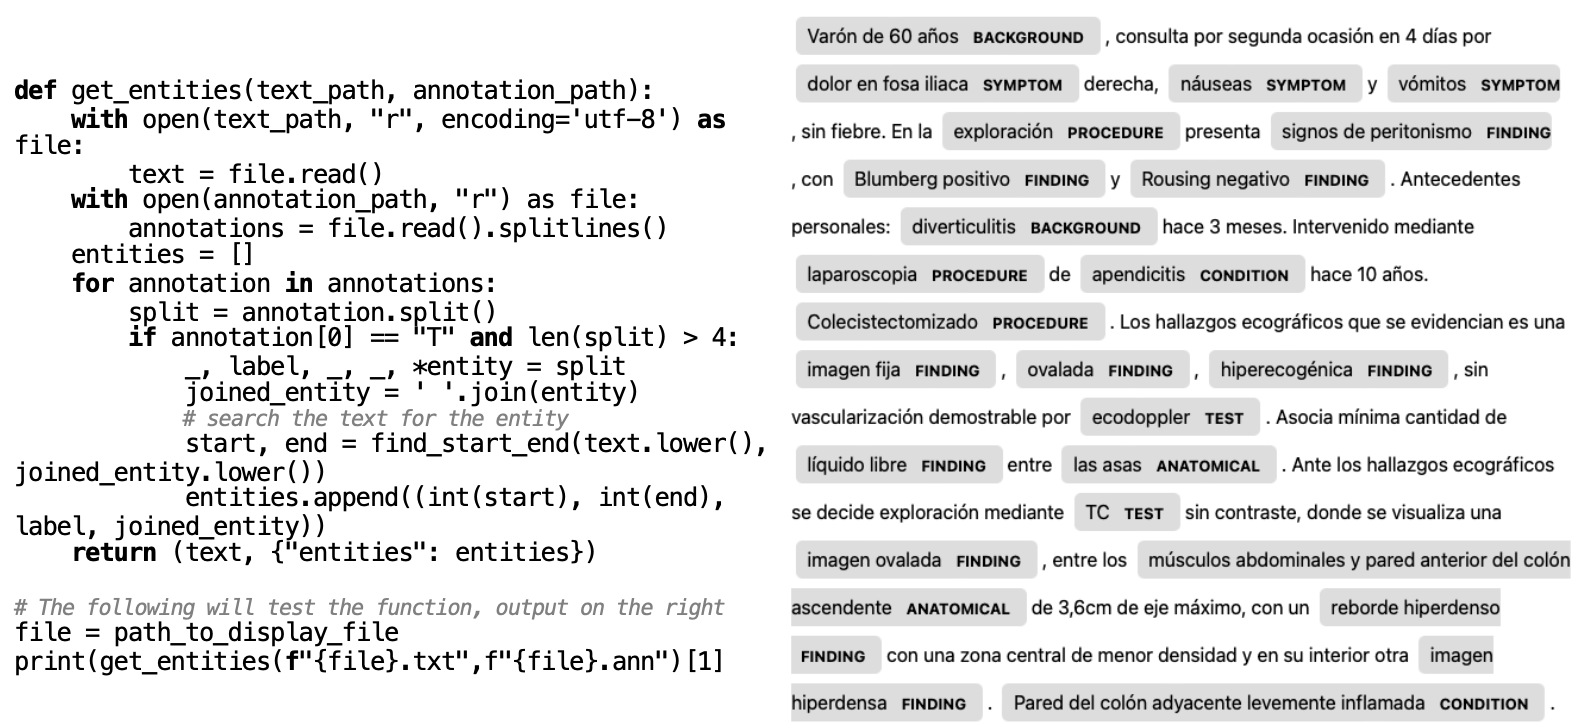 def get_entities(text_path, annotation_path):
    with open(text_path, "r", encoding='utf-8') as
file:
        text = file.read()
    with open(annotation_path, "r") as file:
        annotations = file.read().splitlines()
    entities = []
    for annotation in annotations:
        split = annotation.split()
        if annotation[0] == "T" and len(split) > 4:
            _, label, _, _, *entity = split
            joined_entity = ' '.join(entity)
            # search the text for the entity
            start, end = find_start_end(text.lower(),
joined_entity.lower())
            entities.append((int(start), int(end),
label, joined_entity))
    return (text, {"entities": entities})
# The following will test the function, output on the right
file = path_to_display_file
print(get_entities(f"{file}.txt",f"{file}.ann")[1]
Varón de 60 años BACKGROUND , consulta por segunda ocasión en 4 días por
dolor en fosa iliaca SYMPTOM derecha, náuseas SYMPTOM y vómitos SYMPTOM
, sin fiebre. En la exploración PROCEDURE presenta signos de peritonismo FINDING
, con Blumberg positivo FINDING y Rousing negativo FINDING . Antecedentes
personales: diverticulitis BACKGROUND hace 3 meses. Intervenido mediante
laparoscopia PROCEDURE de apendicitis CONDITION hace 10 años.
Colecistectomizado PROCEDURE . Los hallazgos ecográficos que se evidencian es una
imagen fija FINDING , ovalada FINDING , hiperecogénica FINDING , sin
vascularización demostrable por ecodoppler TEST . Asocia mínima cantidad de
líquido libre FINDING entre las asas ANATOMICAL . Ante los hallazgos ecográficos
se decide exploración mediante TC TEST sin contraste, donde se visualiza una
imagen ovalada FINDING , entre los músculos abdominales y pared anterior del colón
ascendente ANATOMICAL de 3,6cm de eje máximo, con un reborde hiperdenso
FINDING con una zona central de menor densidad y en su interior otra imagen
hiperdensa FINDING . Pared del colón adyacente levemente inflamada CONDITION .